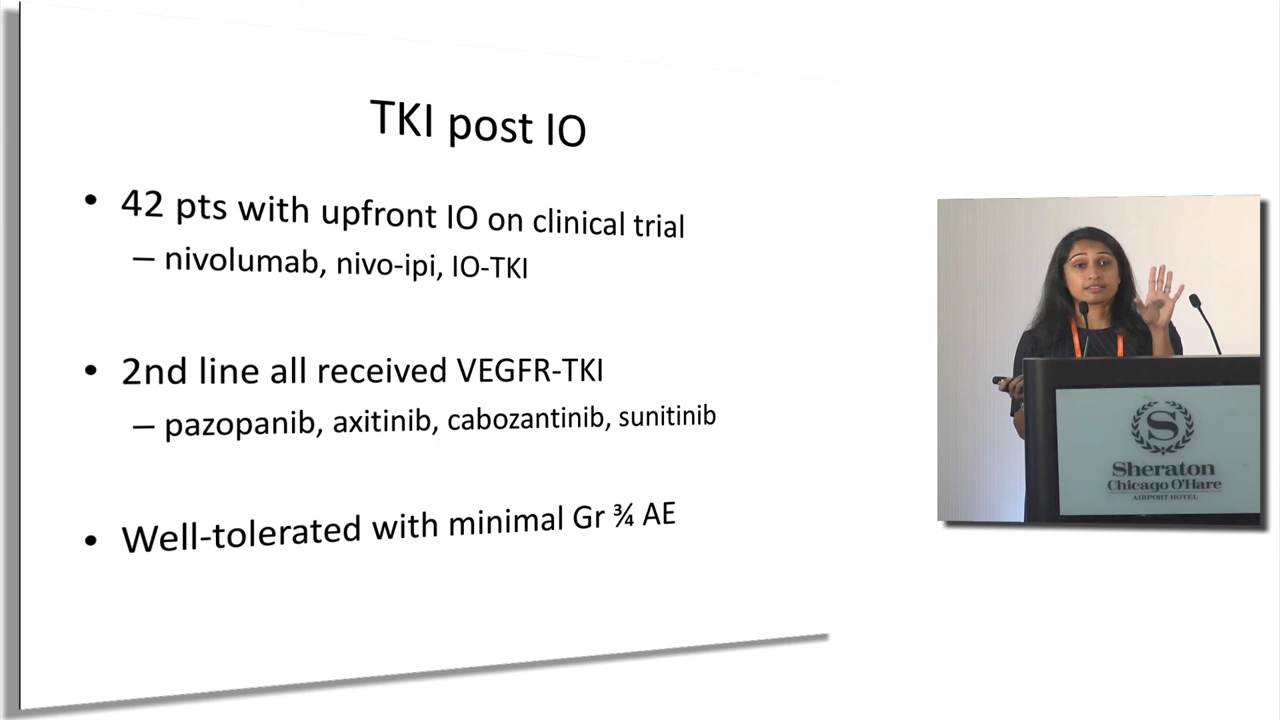 TKI post IO
• 42 pts with upfront IO on clinical trial
– nivolumab, nivo-ipi, IO-TKI
• 2nd line all received VEGFR-TKI
– pazopanib, axitinib, cabozantinib, sunitinib
• Well-tolerated with minimal Gr ¾ AE
S
Sheraton
Chicago O'Hare
AIRPORT HOTEL